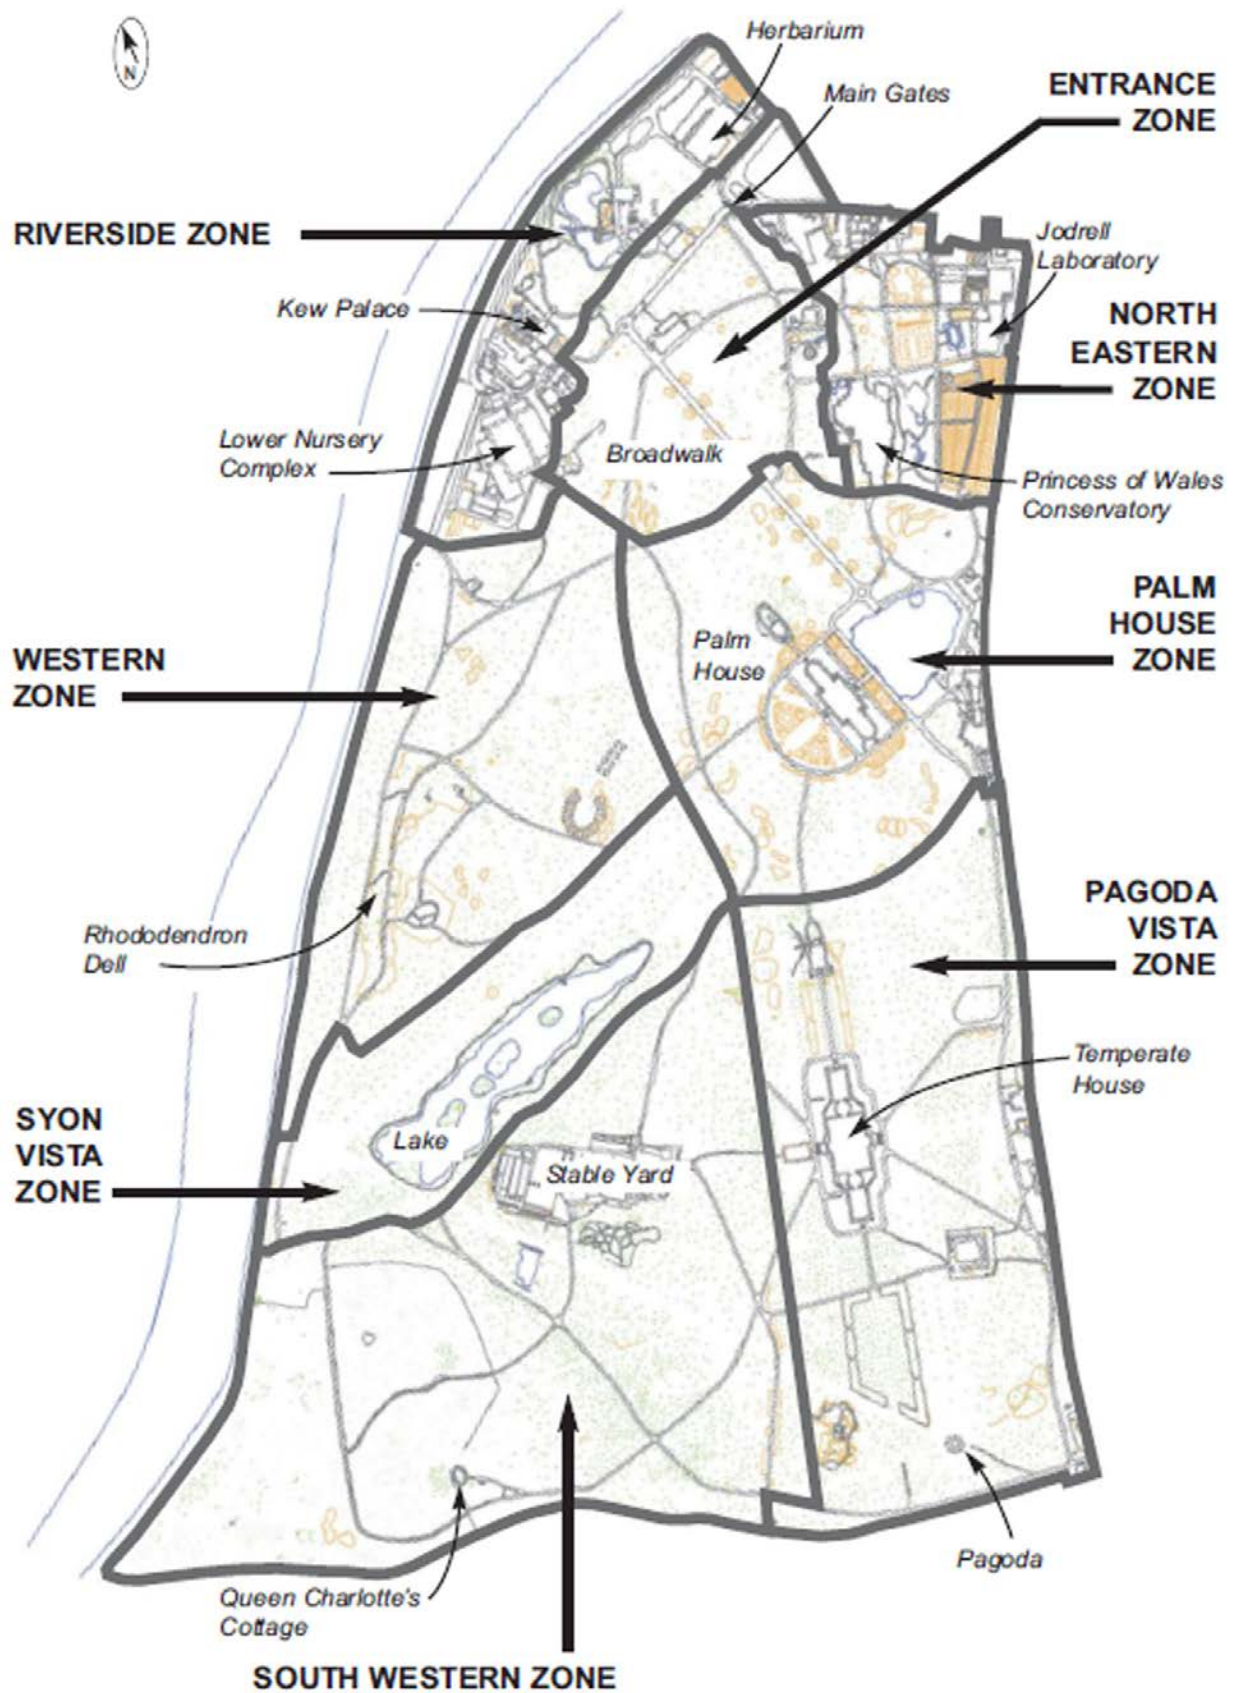 N
Herbarium
Main Gates
ENTRANCE
ZONE
RIVERSIDE ZONE
Jodrell
Laboratory
Kew Palace
NORTH
EASTERN
ZONE
Lower Nursery
Complex
Broadwalk
Princess of Wales
Conservatory
PALM
HOUSE
ZONE
Palm
House
WESTERN
ZONE
PAGODA
VISTA
ZONE
Rhododendron
Dell
Temperate
House
SYON
VISTA
ZONE
Lake
Stable Yard
Pagoda
Queen Charlotte's
Cottage
SOUTH WESTERN ZONE